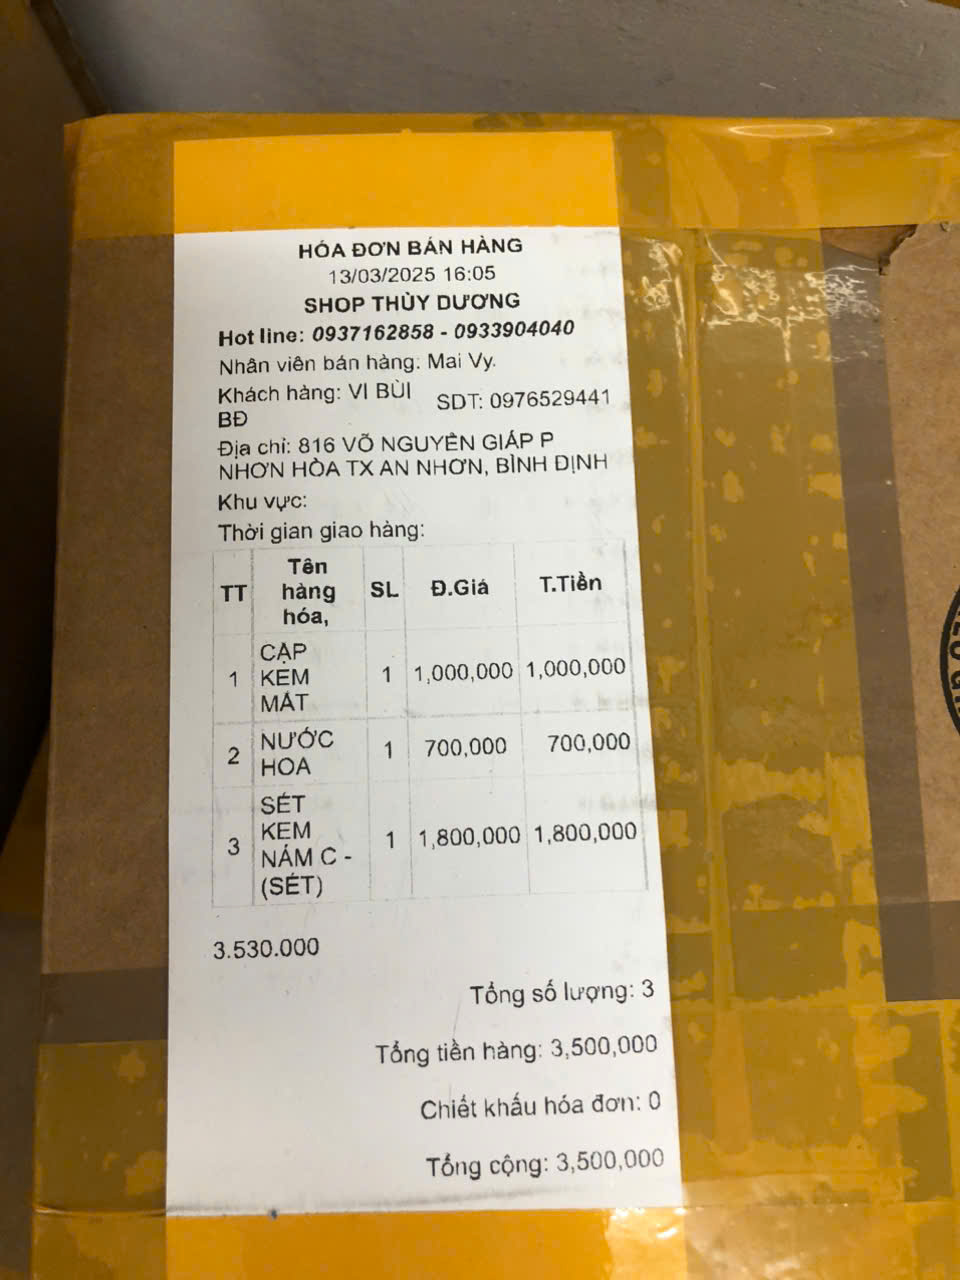 HÓA ĐƠN BÁN HÀNG
13/03/2025 16:05
SHOP THÙY DƯƠNG
Hot line: 0937162858 - 0933904040
Nhân viên bán hàng: Mai Vy.
Khách hàng: VI BÙI BĐ SDT: 0976529441
Địa chỉ: 816 VÕ NGUYÊN GIÁP P
NHƠN HÒA TX AN NHƠN, BÌNH ĐỊNH
Khu vực:
Thời gian giao hàng:
TT Tên hàng hóa, SL Đ.Giá T.Tiền
1 CẶP KEM MẮT 1 1,000,000 1,000,000
2 NƯỚC HOA 1 700,000 700,000
3 SÉT KEM NÁM C - (SÉT) 1 1,800,000 1,800,000
3.530.000
Tổng số lượng: 3
Tổng tiền hàng: 3,500,000
Chiết khấu hóa đơn: 0
Tổng cộng: 3,500,000